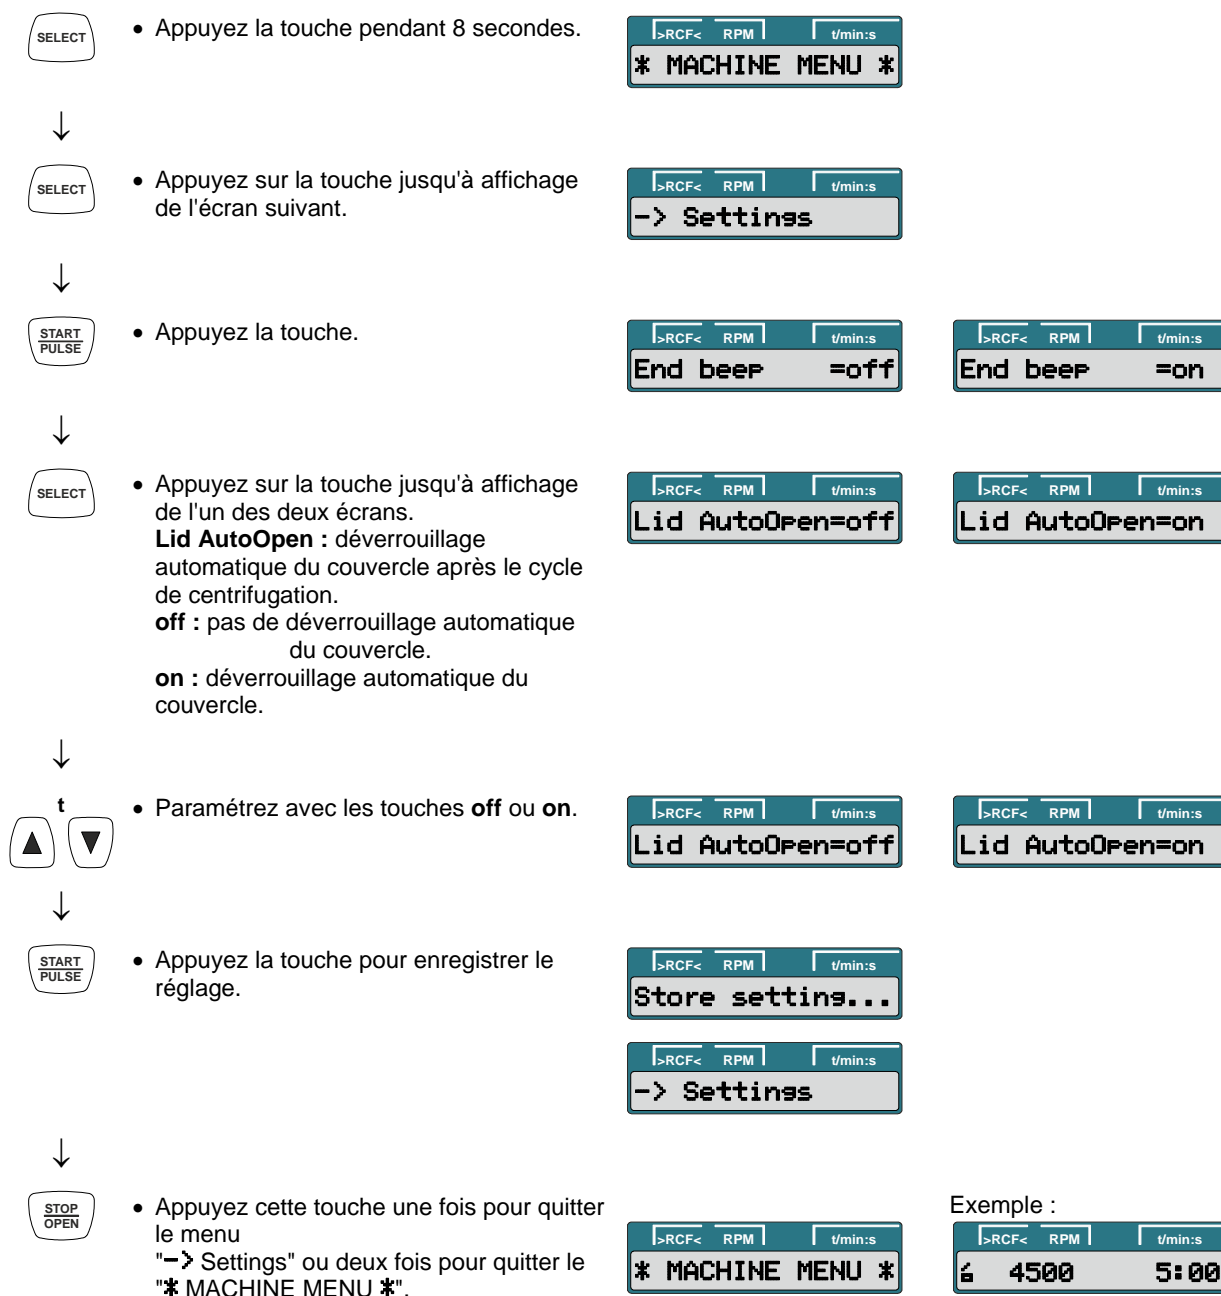 SELECT
• Appuyez la touche pendant 8 secondes.
>RCF< RPM t/min:s
* MACHINE MENU *
↓
SELECT
• Appuyez sur la touche jusqu'à affichage
de l'écran suivant.
>RCF< RPM t/min:s
-> Settings
↓
START
PULSE
• Appuyez la touche.
>RCF< RPM t/min:s
End beep =off
>RCF< RPM t/min:s
End beep =on
↓
SELECT
• Appuyez sur la touche jusqu'à affichage
de l'un des deux écrans.
Lid AutoOpen : déverrouillage
automatique du couvercle après le cycle
de centrifugation.
off : pas de déverrouillage automatique
du couvercle.
on : déverrouillage automatique du
couvercle.
>RCF< RPM t/min:s
Lid AutoOpen=off
>RCF< RPM t/min:s
Lid AutoOpen=on
↓
t
▲ ▼
• Paramétrez avec les touches off ou on.
>RCF< RPM t/min:s
Lid AutoOpen=off
>RCF< RPM t/min:s
Lid AutoOpen=on
↓
START
PULSE
• Appuyez la touche pour enregistrer le
réglage.
>RCF< RPM t/min:s
Store setting...
>RCF< RPM t/min:s
-> Settings
↓
STOP
OPEN
• Appuyez cette touche une fois pour quitter
le menu
"-> Settings" ou deux fois pour quitter le
"* MACHINE MENU *".
>RCF< RPM t/min:s
* MACHINE MENU *
Exemple :
>RCF< RPM t/min:s
4500 5:00